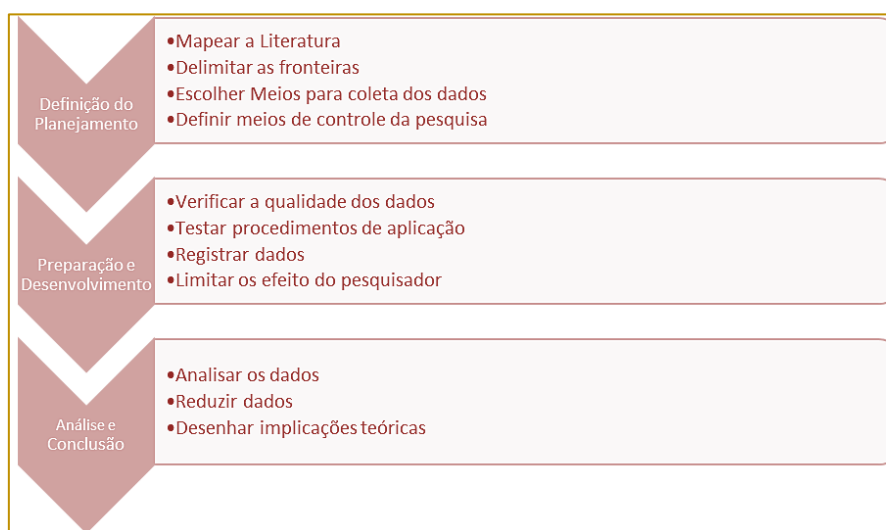 Definição do
Planejamento
•Mapear a Literatura
•Delimitar as fronteiras
•Escolher Meios para coleta dos dados
•Definir meios de controle da pesquisa
Preparação e
Desenvolvimento
•Verificar a qualidade dos dados
•Testar procedimentos de aplicação
•Registrar dados
•Limitar os efeito do pesquisador
Análise e
Conclusão
•Analisar os dados
•Reduzir dados
•Desenhar implicações teóricas